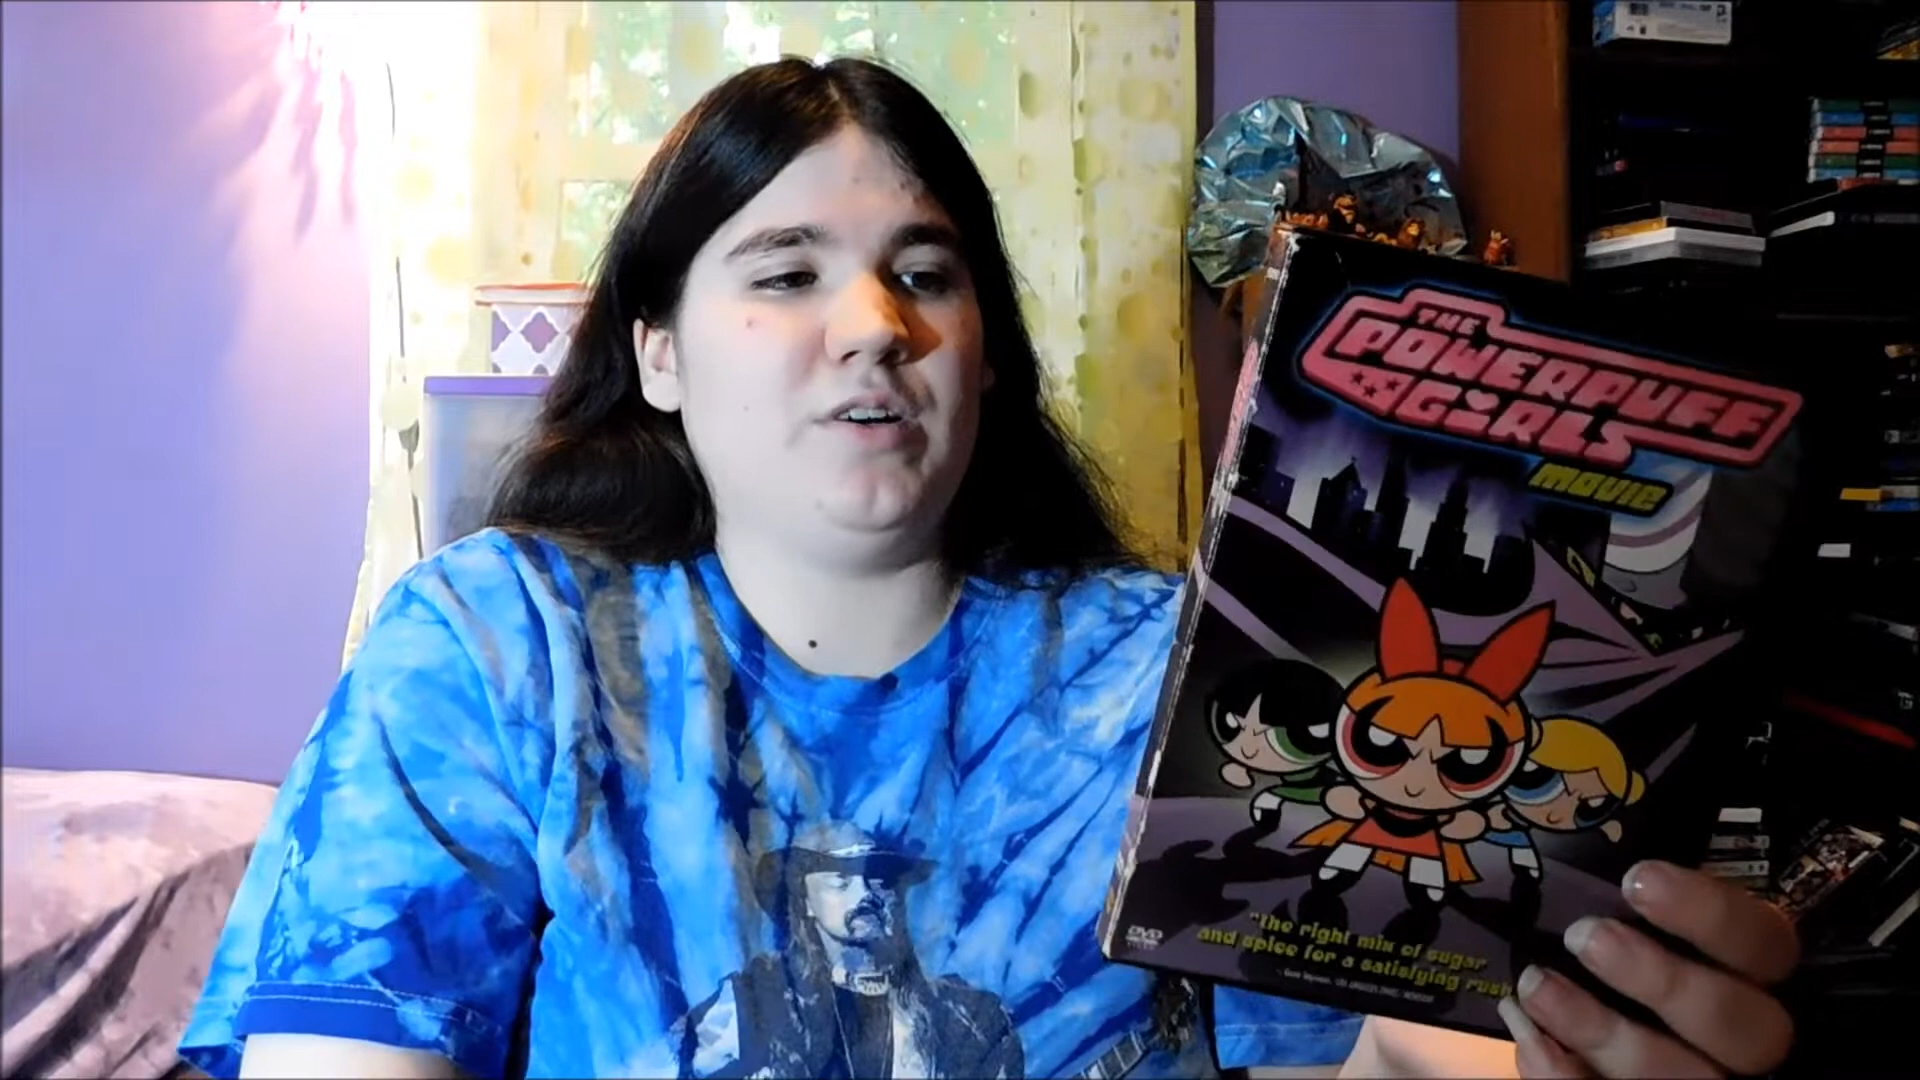 THE
POWERPUFF
GIRLS
MOVIE
"the right mix of sugar
and spice for a satisfying rush
DVD